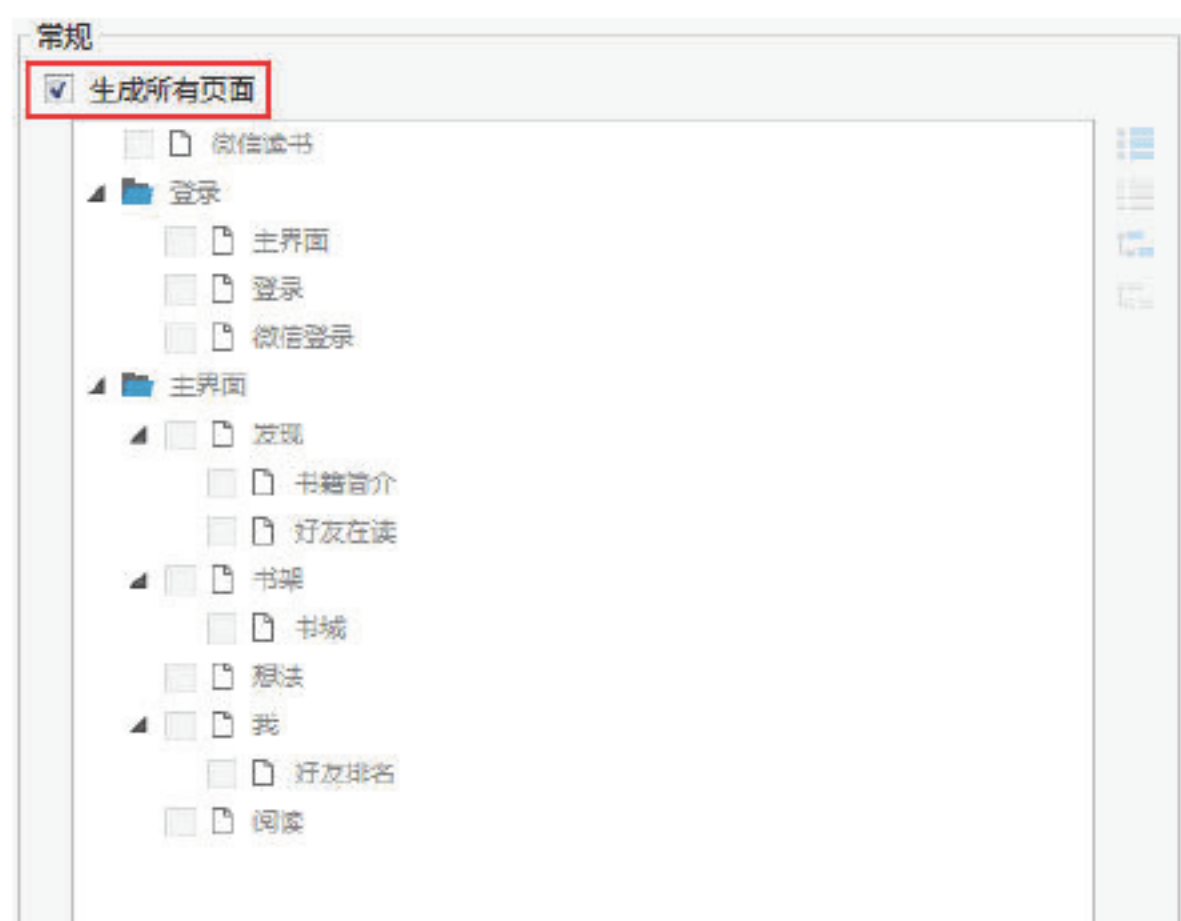 常规
生成所有页面
微信读书
登录
主界面
登录
微信登录
主界面
发现
书籍简介
好友在读
书架
书城
想法
我
好友排名
阅读